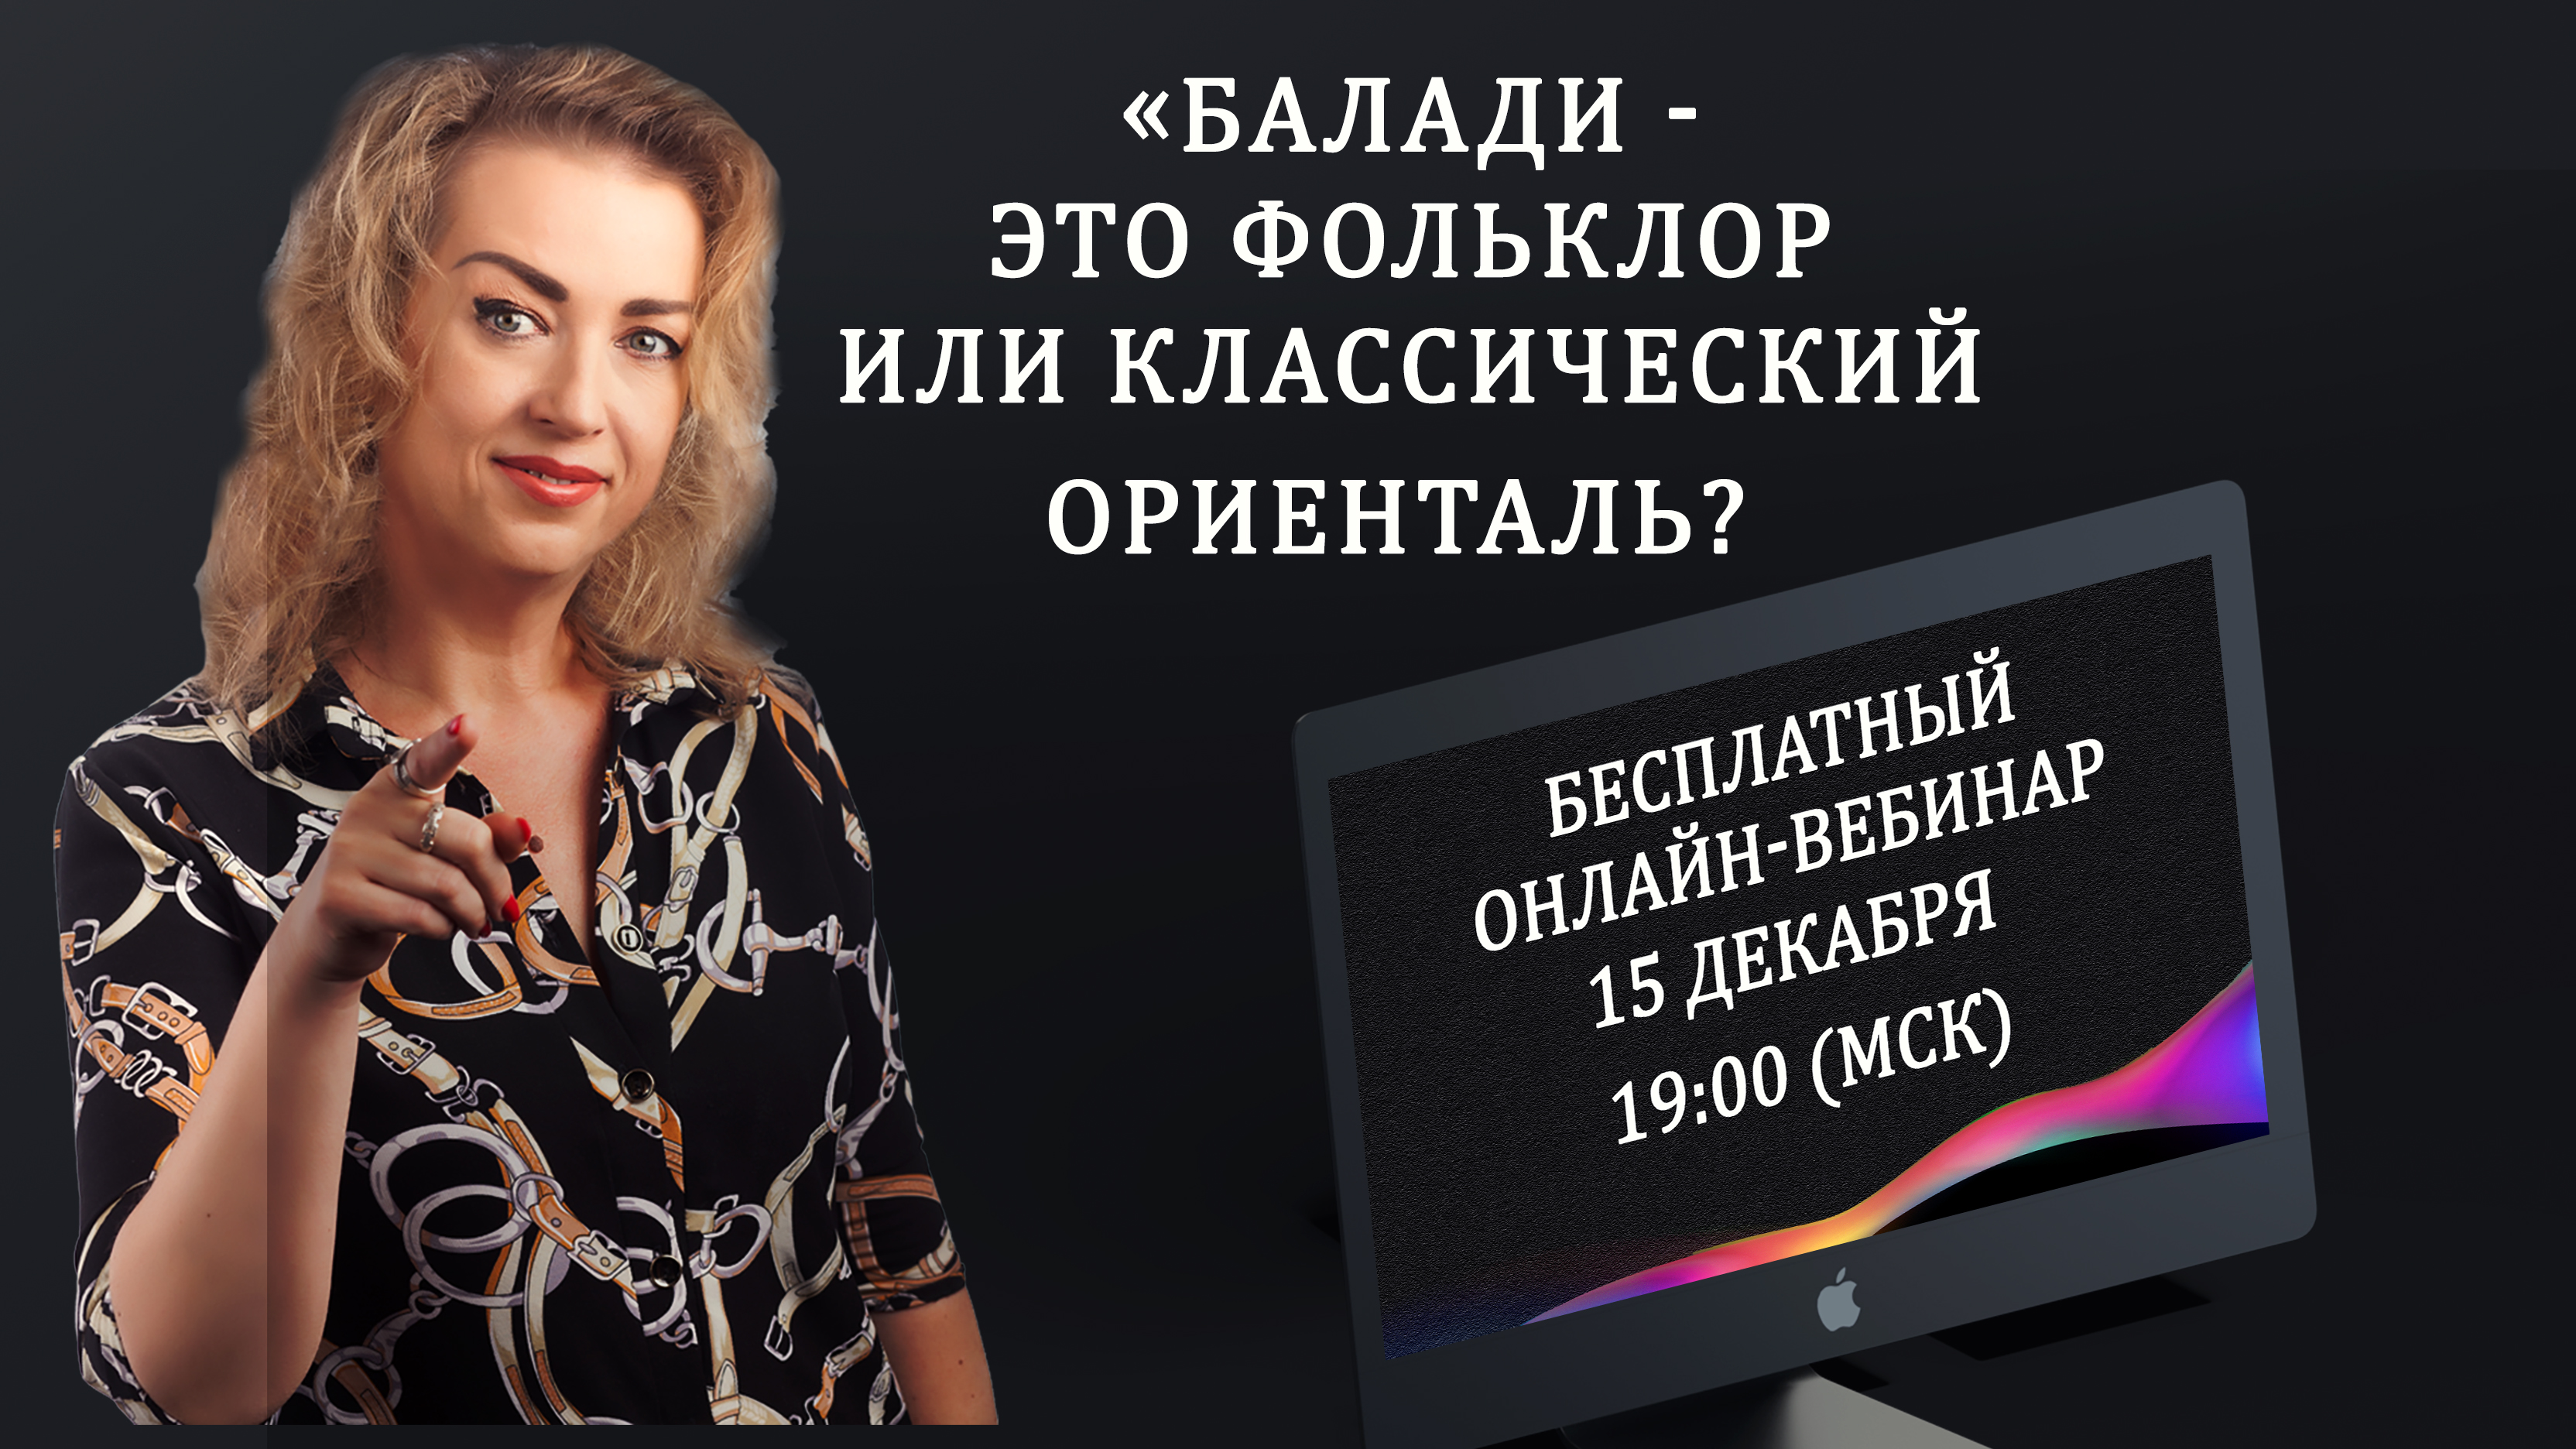 «БАЛАДИ -
ЭТО ФОЛЬКЛОР
ИЛИ КЛАССИЧЕСКИЙ
ОРИЕНТАЛЬ?
БЕСПЛАТНЫЙ
ОНЛАЙН-ВЕБИНАР
15 ДЕКАБРЯ
19:00 (МСК)